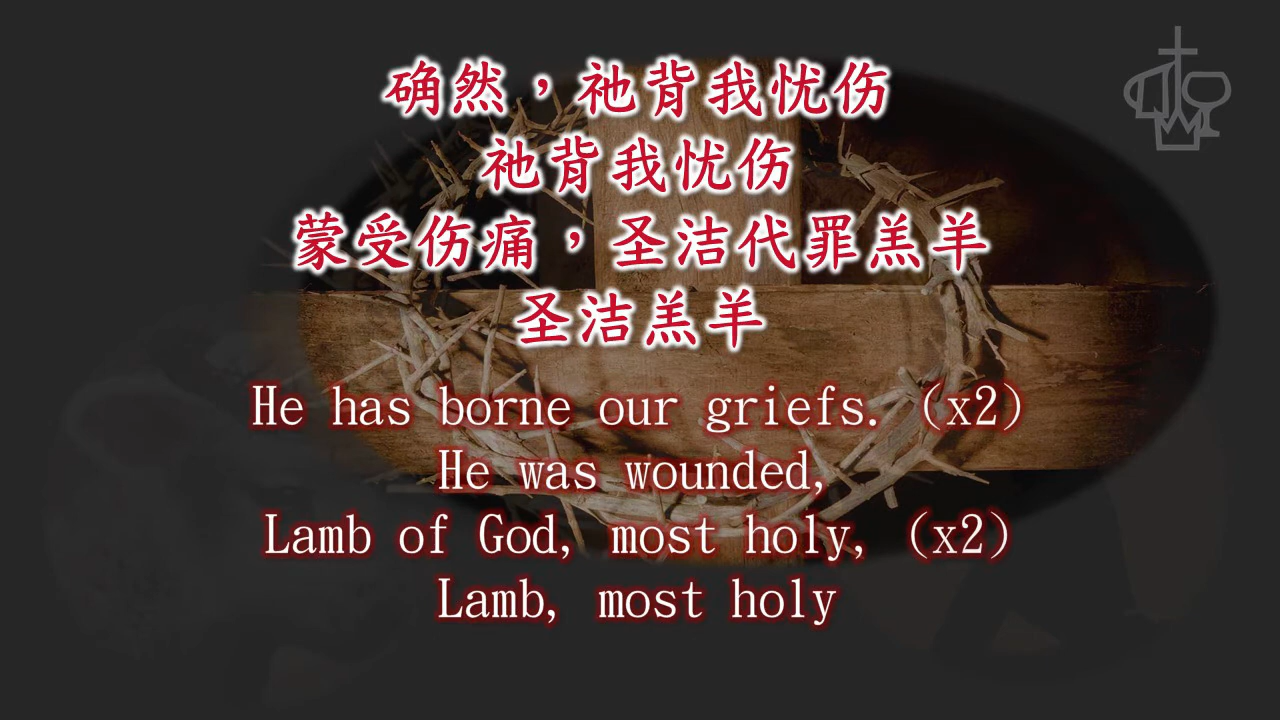 确然，祂背我忧伤
祂背我忧伤
蒙受伤痛，圣洁代罪羔羊
圣洁羔羊
He has borne our griefs. (x2)
He was wounded,
Lamb of God, most holy, (x2)
Lamb, most holy